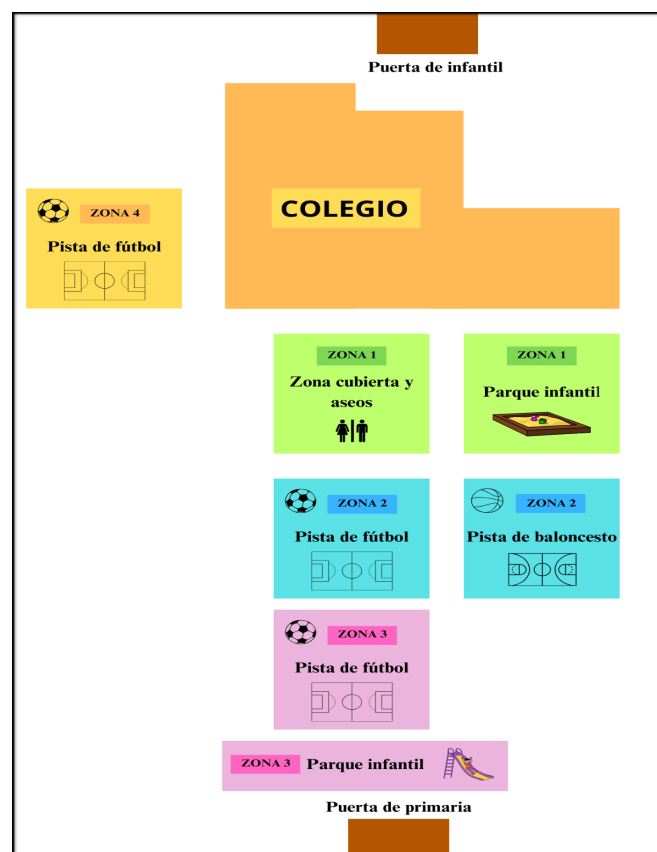 Puerta de infantil
COLEGIO
ZONA 4
Pista de fútbol
ZONA 1
Zona cubierta y
aseos
ZONA 1
Parque infantil
ZONA 2
Pista de fútbol
ZONA 2
Pista de baloncesto
ZONA 3
Pista de fútbol
ZONA 3 Parque infantil
Puerta de primaria